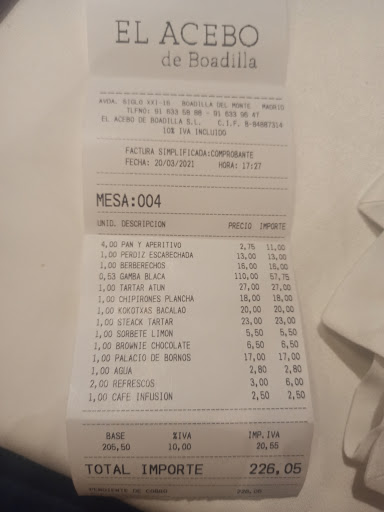 EL ACEBO
de Boadilla
AVDA. SIGLO XXI-16 BOADILLA DEL MONTE MADRID
TLFNO: 91 633 58 88 - 91 633 95 47
EL ACEBO DE BOADILLA S.L. C.I.F. B-84887314
10% IVA INCLUIDO
FACTURA SIMPLIFICADA:COMPROBANTE
FECHA: 20/03/2021 HORA: 17:27
MESA:004
UNID. DESCRIPCION PRECIO IMPORTE
4,00 PAN Y APERITIVO 2,75 11,00
1,00 PERDIZ ESCABECHADA 13,00 13,00
1,00 BERBERECHOS 16,00 16,00
0,53 GAMBA BLACA 110,00 57,75
1,00 TARTAR ATUN 27,00 27,00
1,00 CHIPIRONES PLANCHA 18,00 18,00
1,00 KOKOTXAS BACALAO 20,00 20,00
1,00 STEACK TARTAR 23,00 23,00
1,00 SORBETE LIMON 5,50 5,50
1,00 BROWNIE CHOCOLATE 6,50 6,50
1,00 PALACIO DE BORNOS 17,00 17,00
1,00 AGUA 2,80 2,80
2,00 REFRESCOS 3,00 6,00
1,00 CAFE INFUSION 2,50 2,50
BASE %IVA IMP.IVA
205,50 10,00 20,55
TOTAL IMPORTE 226,05
PENDIENTE DE COBRO 226,05